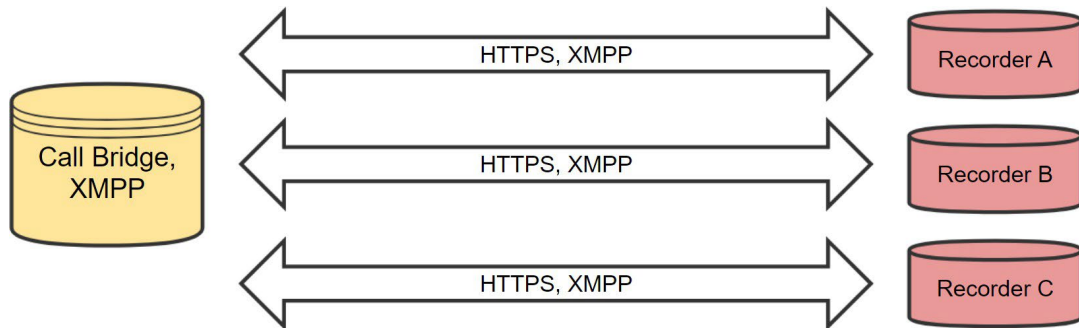 HTTPS, XMPP
Recorder A
Call Bridge,
XMPP
HTTPS, XMPP
Recorder B
HTTPS, XMPP
Recorder C